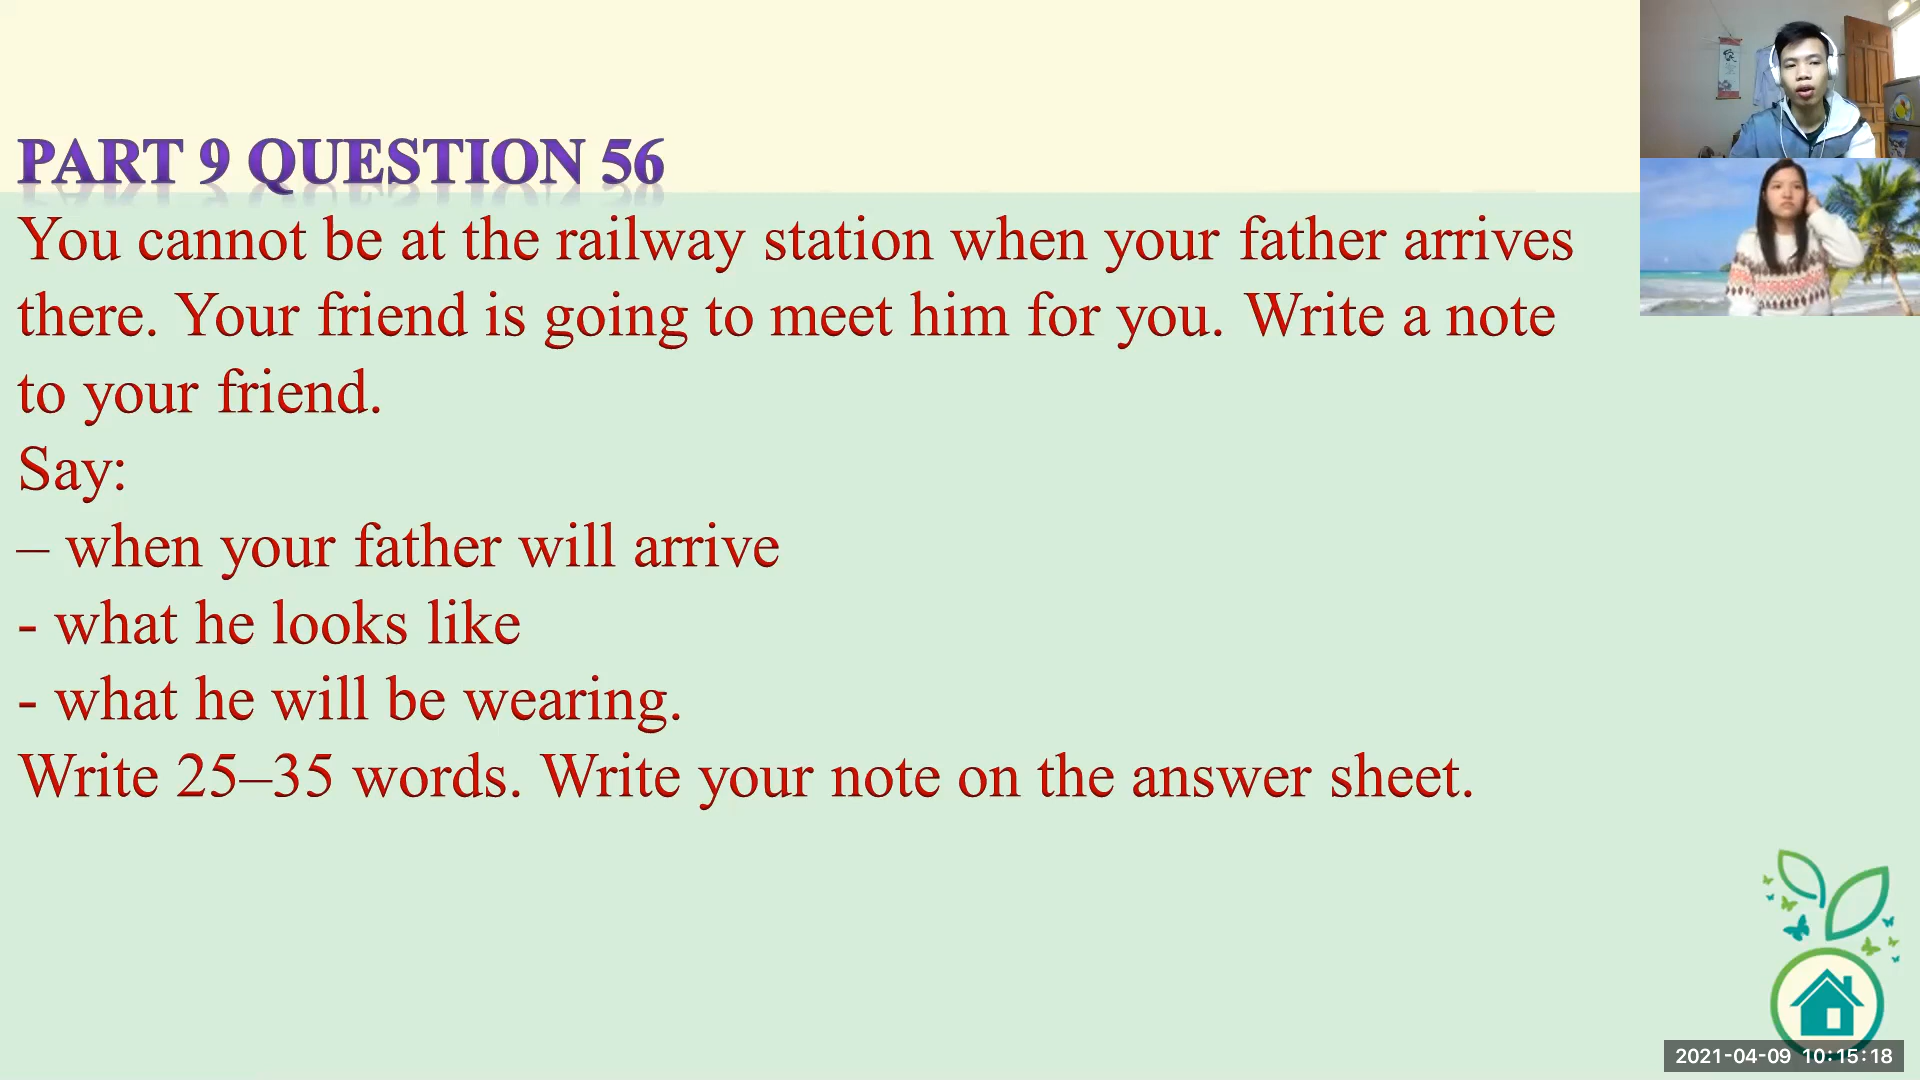 PART 9 QUESTION 56
You cannot be at the railway station when your father arrives
there. Your friend is going to meet him for you. Write a note
to your friend.
Say:
– when your father will arrive
- what he looks like
- what he will be wearing.
Write 25–35 words. Write your note on the answer sheet.
2021-04-09 10:15:18